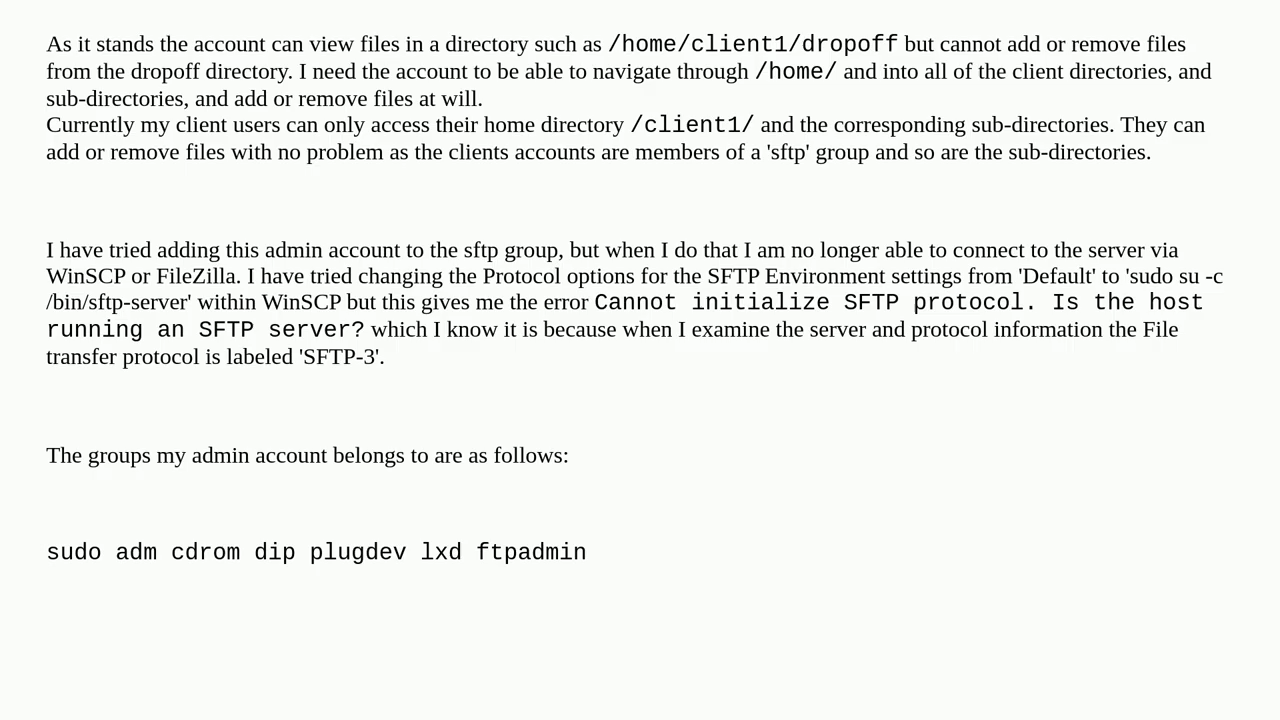 As it stands the account can view files in a directory such as /home/client1/dropoff but cannot add or remove files
from the dropoff directory. I need the account to be able to navigate through /home/ and into all of the client directories, and
sub-directories, and add or remove files at will.
Currently my client users can only access their home directory /client1/ and the corresponding sub-directories. They can
add or remove files with no problem as the clients accounts are members of a 'sftp' group and so are the sub-directories.
I have tried adding this admin account to the sftp group, but when I do that I am no longer able to connect to the server via
WinSCP or FileZilla. I have tried changing the Protocol options for the SFTP Environment settings from 'Default' to 'sudo su -c
/bin/sftp-server' within WinSCP but this gives me the error Cannot initialize SFTP protocol. Is the host
running an SFTP server? which I know it is because when I examine the server and protocol information the File
transfer protocol is labeled 'SFTP-3'.
The groups my admin account belongs to are as follows:
sudo adm cdrom dip plugdev lxd ftpadmin